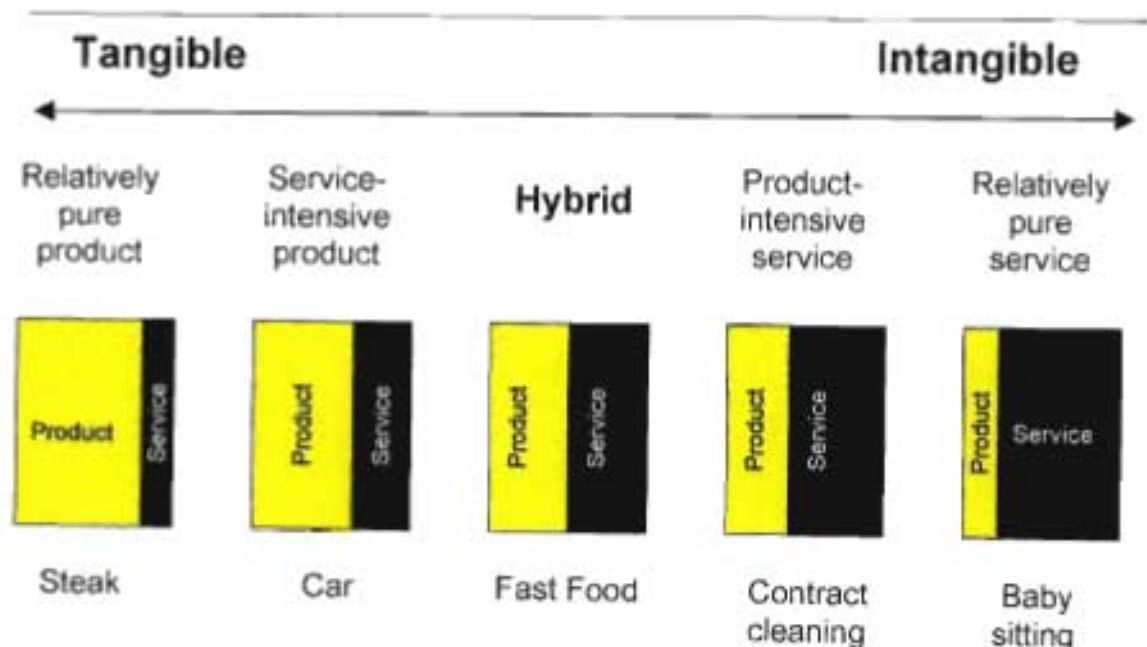 Tangible
Intangible
Relatively
pure
product
Service-
intensive
product
Hybrid
Product-
intensive
service
Relatively
pure
service
Product
Service
Product
Service
Product
Service
Product
Service
Product
Service
Steak
Car
Fast Food
Contract
cleaning
Baby
sitting